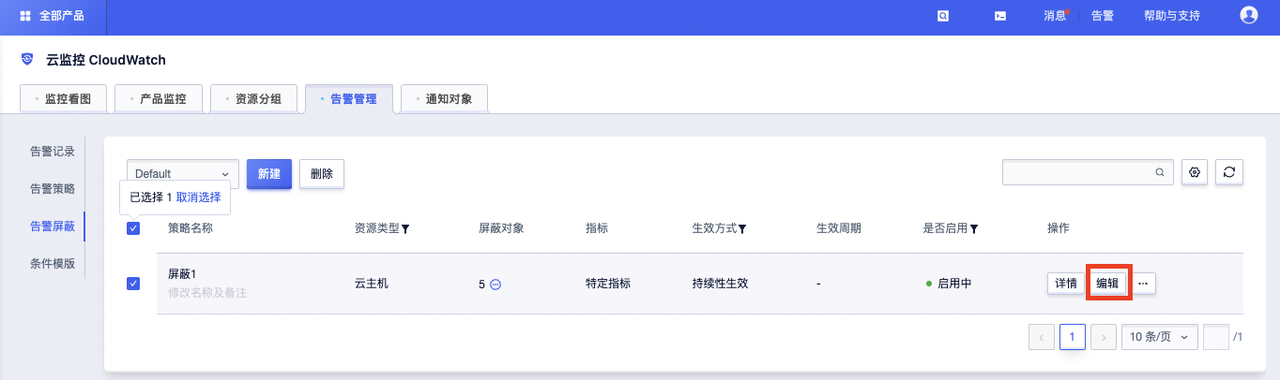 全部产品 消息 告警 帮助与支持
云监控 CloudWatch
监控看图 产品监控 资源分组 告警管理 通知对象
告警记录
告警策略
告警屏蔽
条件模版
Default 新建 删除
已选择 1 取消选择
策略名称 资源类型 屏蔽对象 指标 生效方式 生效周期 是否启用 操作
屏蔽1
修改名称及备注
云主机 5 特定指标 持续性生效 - 启用中 详情 编辑 ...
< 1 > 10 条/页 /1